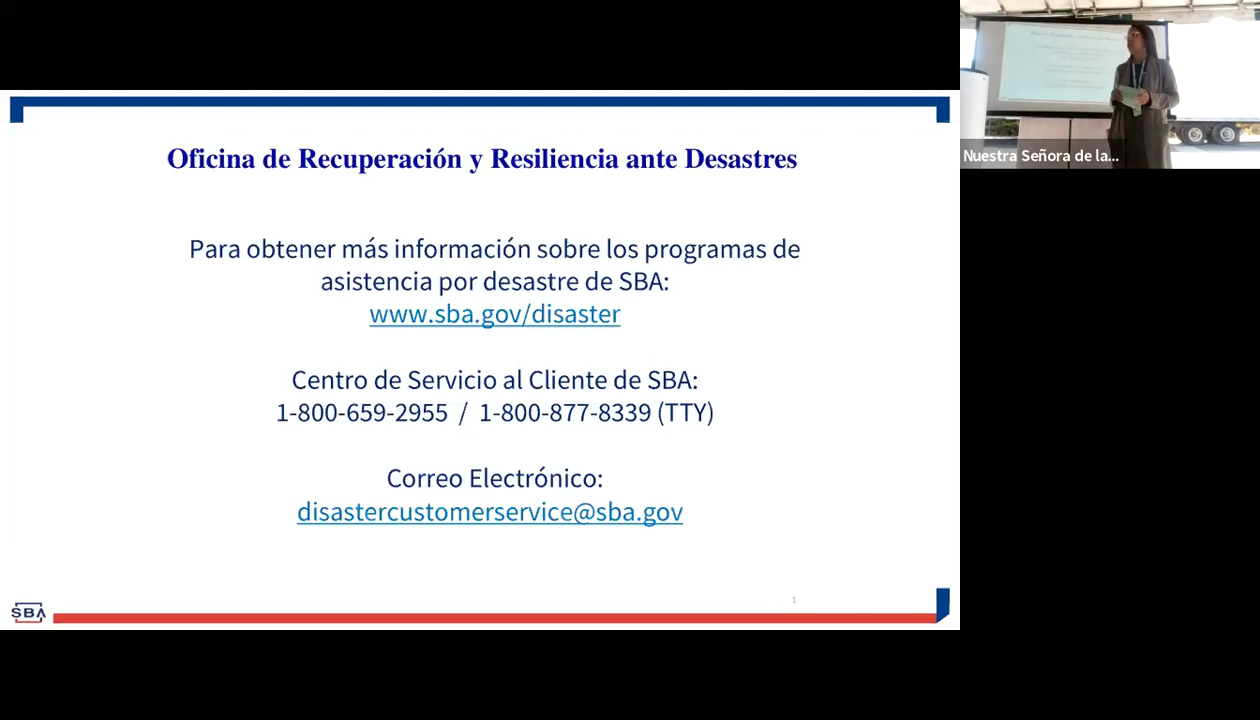 Oficina de Recuperación y Resiliencia ante Desastres
Para obtener más información sobre los programas de
asistencia por desastre de SBA:
www.sba.gov/disaster
Centro de Servicio al Cliente de SBA:
1-800-659-2955 / 1-800-877-8339 (TTY)
Correo Electrónico:
disastercustomerservice@sba.gov
SBA
1
Nuestra Señora de la...